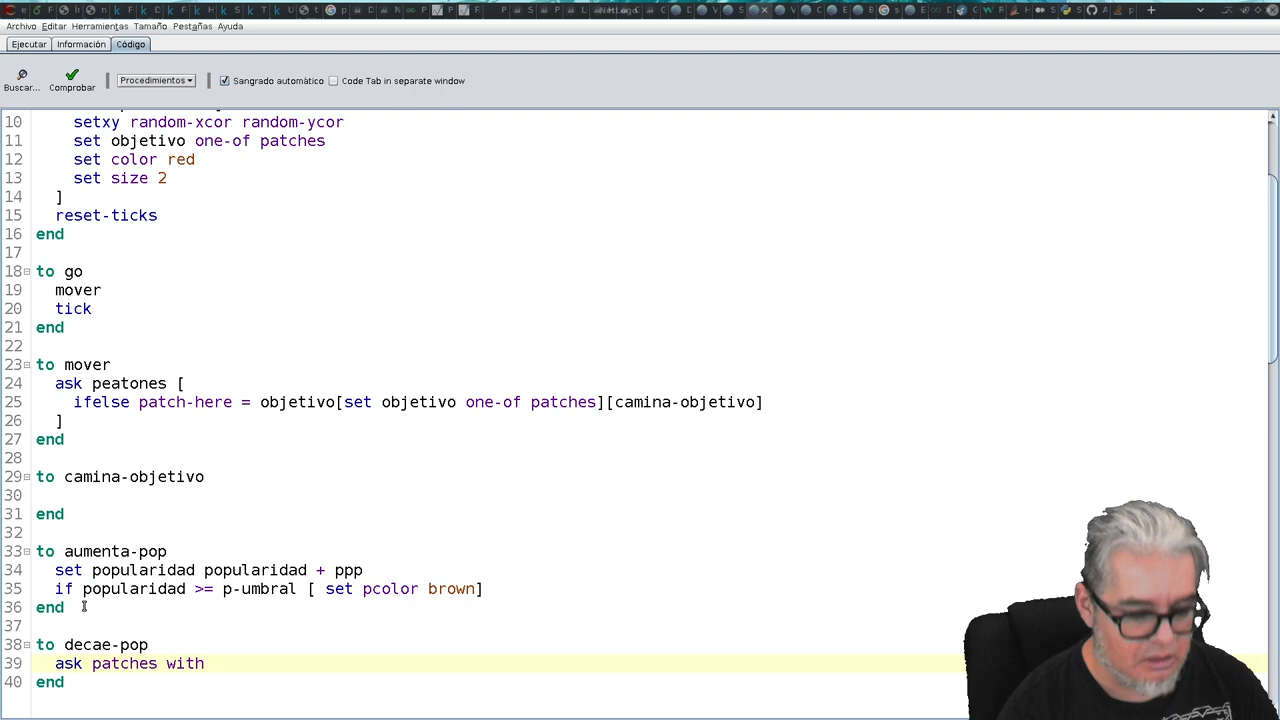 Archivo Editar Herramientas Tamaño Pestañas Ayuda
Ejecutar Información Código
Buscar... Comprobar Procedimientos Sangrado automático Code Tab in separate window
10 setxy random-xcor random-ycor
11 set objetivo one-of patches
12 set color red
13 set size 2
14 ]
15 reset-ticks
16 end
17
18 to go
19 mover
20 tick
21 end
22
23 to mover
24 ask peatones [
25 ifelse patch-here = objetivo[set objetivo one-of patches][camina-objetivo]
26 ]
27 end
28
29 to camina-objetivo
30
31 end
32
33 to aumenta-pop
34 set popularidad popularidad + ppp
35 if popularidad >= p-umbral [ set pcolor brown]
36 end
37
38 to decae-pop
39 ask patches with
40 end